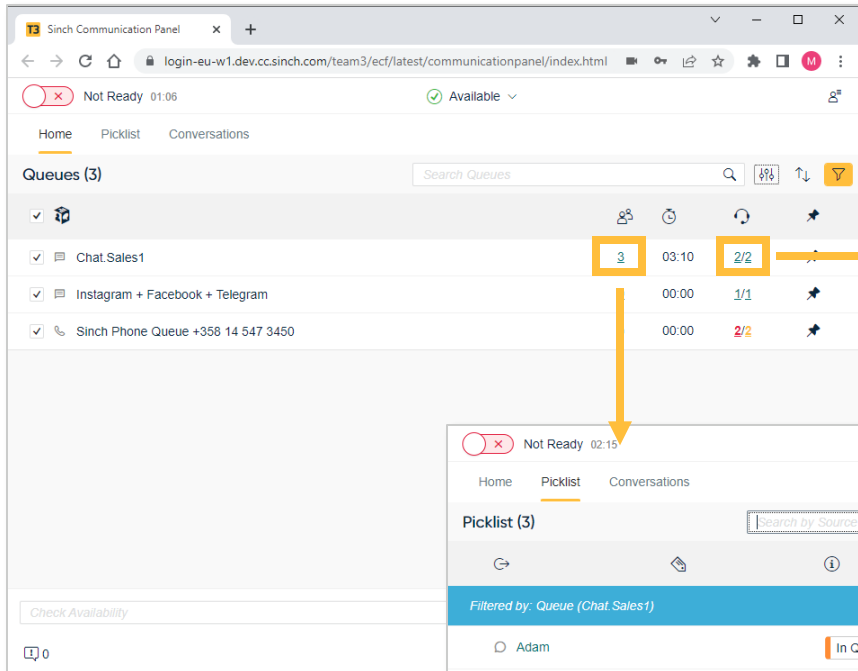 T3 Sinch Communication Panel
login-eu-w1.dev.cc.sinch.com/team3/ecf/latest/communicationpanel/index.html
M
Not Ready 01:06 Available
Home Picklist Conversations
Queues (3) Search Queues
Chat.Sales1 3 03:10 2/2
Instagram + Facebook + Telegram 00:00 1/1
Sinch Phone Queue +358 14 547 3450 00:00 2/2
Not Ready 02:15
Home Picklist Conversations
Picklist (3) Search by Source
Filtered by: Queue (Chat.Sales1)
Check Availability
Adam In Q
0